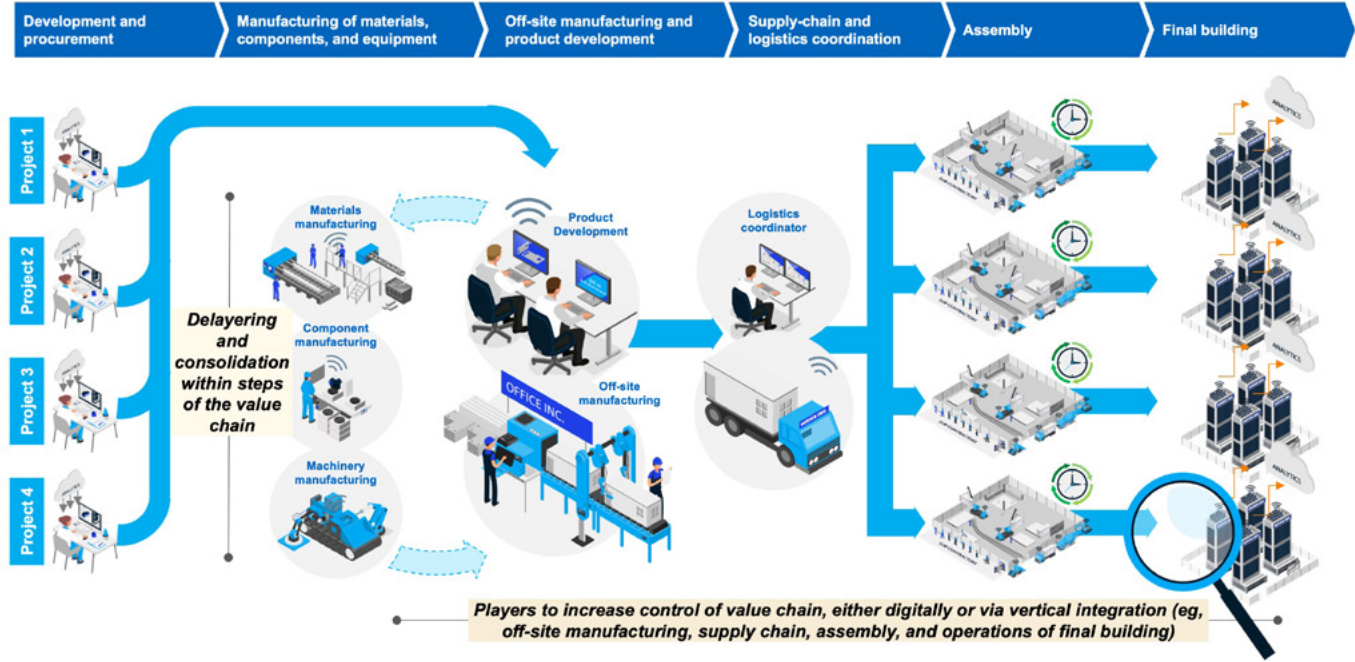 Development and
procurement
Manufacturing of materials,
components, and equipment
Off-site manufacturing and
product development
Supply-chain and
logistics coordination
Assembly
Final building
Project 1
Project 2
Project 3
Project 4
ANALYTICS
ANALYTICS
ANALYTICS
ANALYTICS
Delayering
and
consolidation
within steps
of the value
chain
Materials
manufacturing
Component
manufacturing
Machinery
manufacturing
Product
Development
OFFICE INC.
Off-site
manufacturing
Logistics
coordinator
ANALYTICS
ANALYTICS
ANALYTICS
ANALYTICS
Players to increase control of value chain, either digitally or via vertical integration (eg,
off-site manufacturing, supply chain, assembly, and operations of final building)